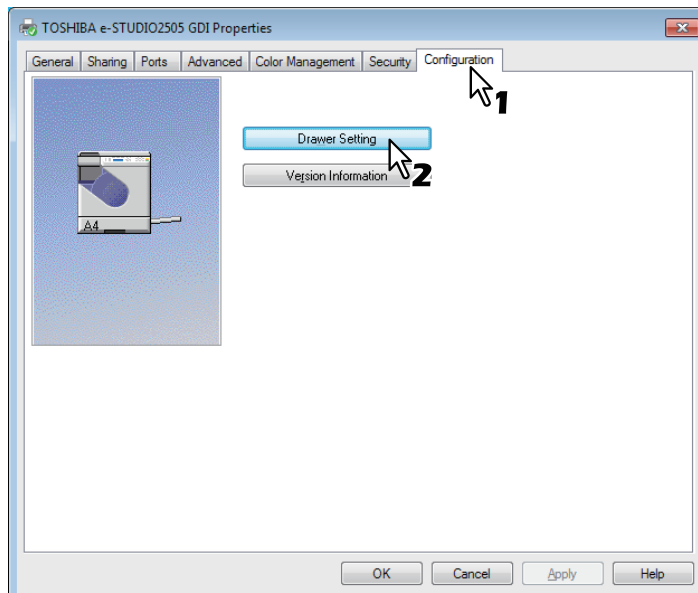 TOSHIBA e-STUDIO2505 GDI Properties
General Sharing Ports Advanced Color Management Security Configuration
1
Drawer Setting
2
Version Information
A4
OK Cancel Apply Help